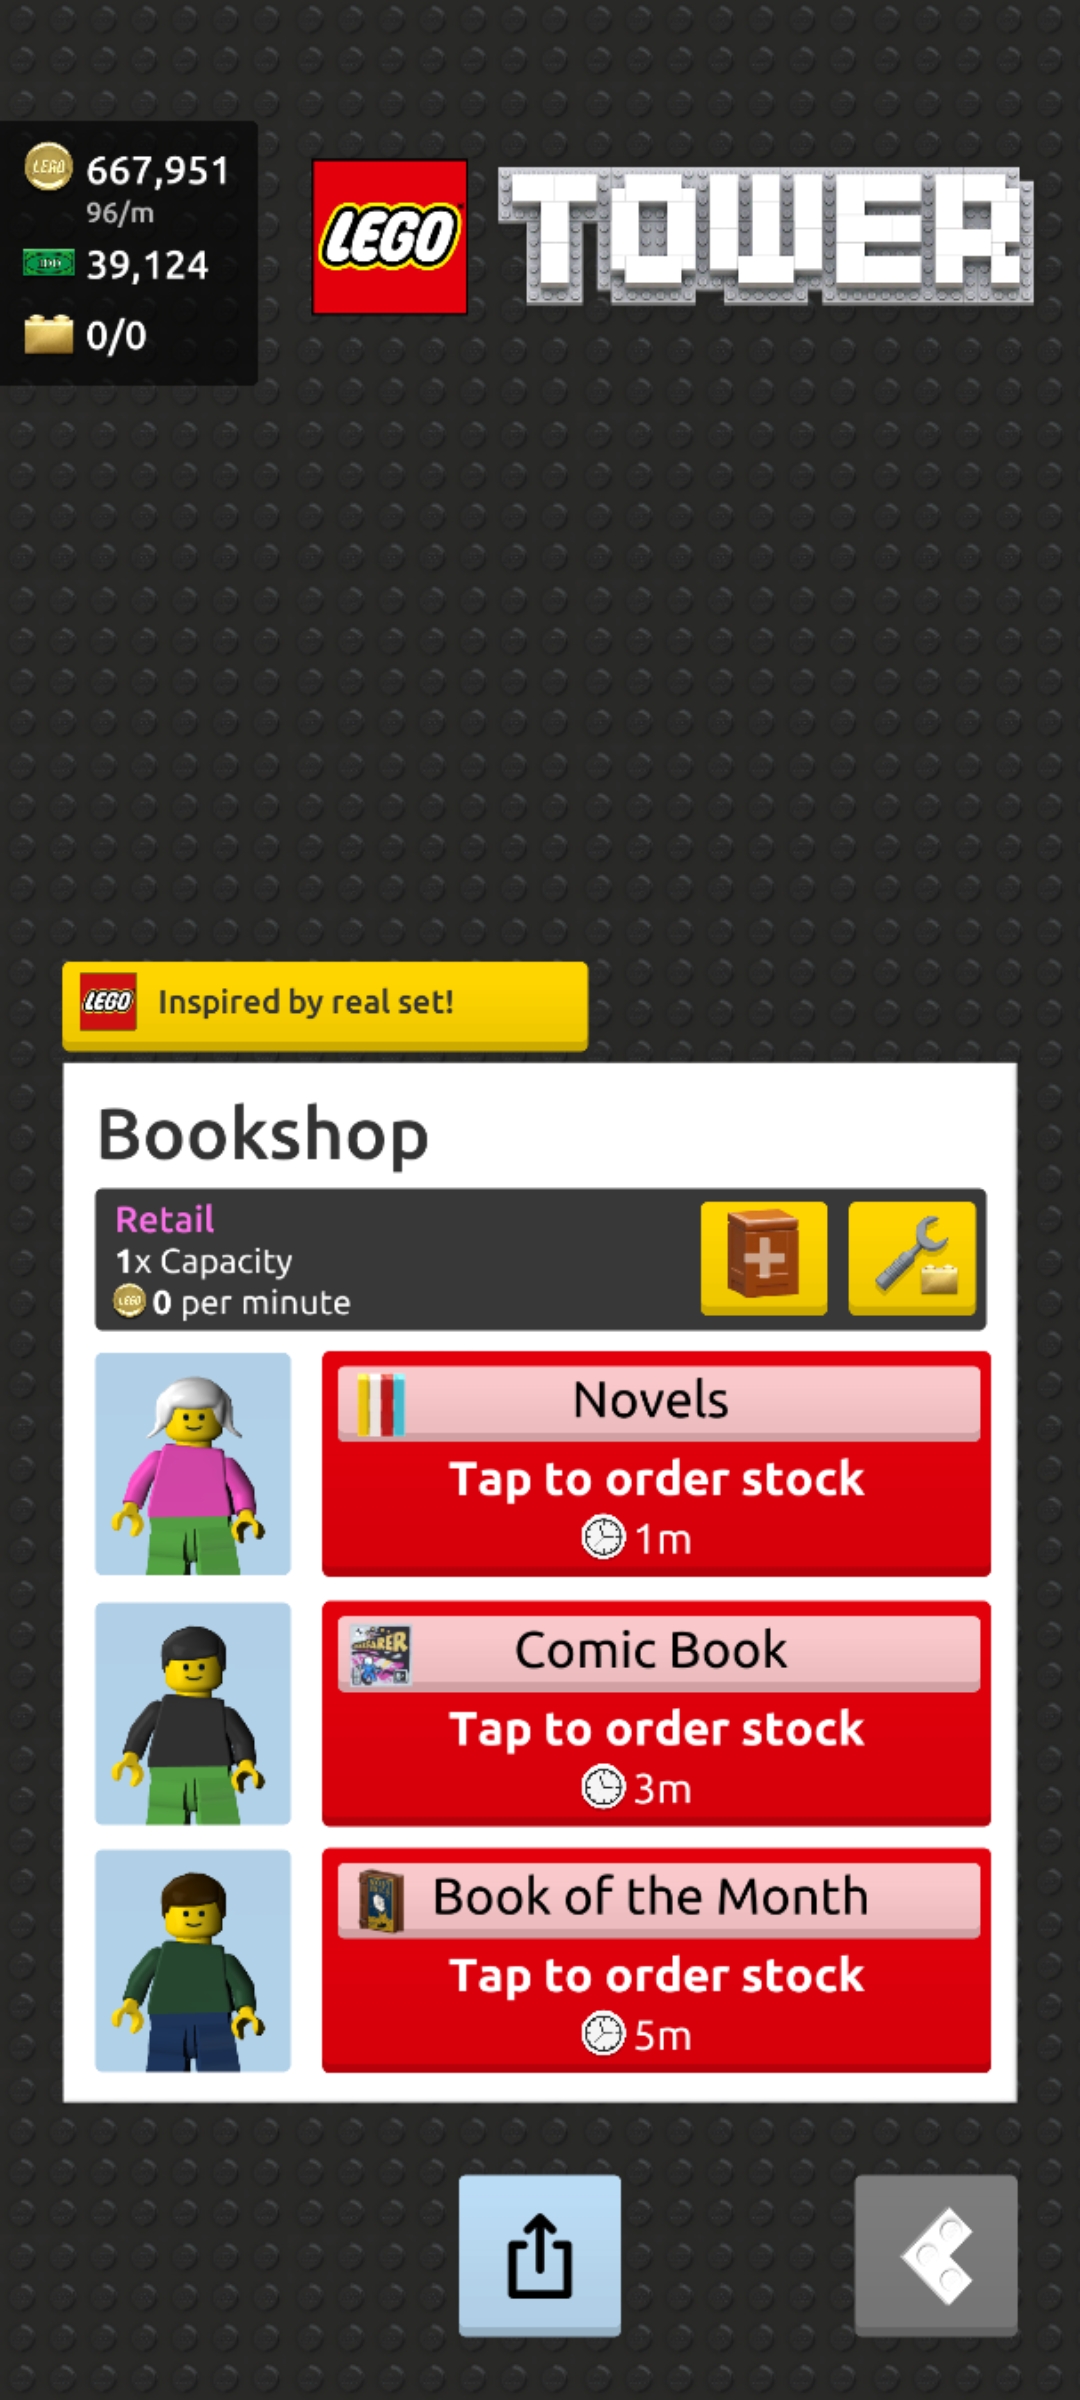 667,951
96/m
39,124
0/0
LEGO
TOWER
LEGO Inspired by real set!
Bookshop
Retail
1x Capacity
0 per minute
Novels
Tap to order stock
1m
Comic Book
Tap to order stock
3m
Book of the Month
Tap to order stock
5m